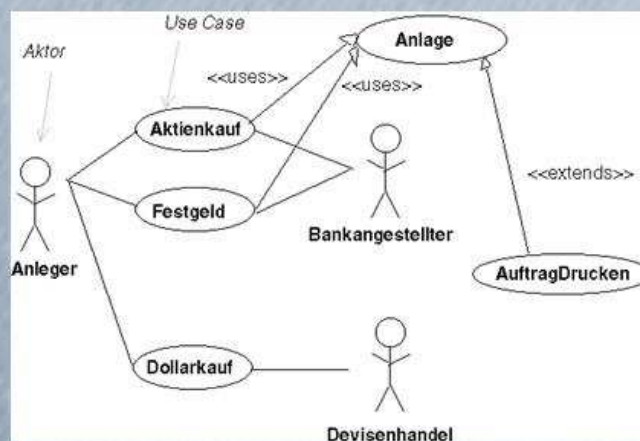 Use Case
Aktor
Anlage
<<uses>>
<<uses>>
Aktienkauf
Festgeld
Bankangestellter
<<extends>>
Anleger
AuftragDrucken
Dollarkauf
Devisenhandel